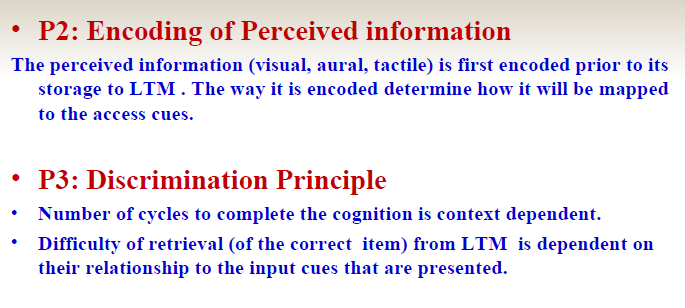 • P2: Encoding of Perceived information
The perceived information (visual, aural, tactile) is first encoded prior to its
storage to LTM . The way it is encoded determine how it will be mapped
to the access cues.
• P3: Discrimination Principle
• Number of cycles to complete the cognition is context dependent.
• Difficulty of retrieval (of the correct item) from LTM is dependent on
their relationship to the input cues that are presented.